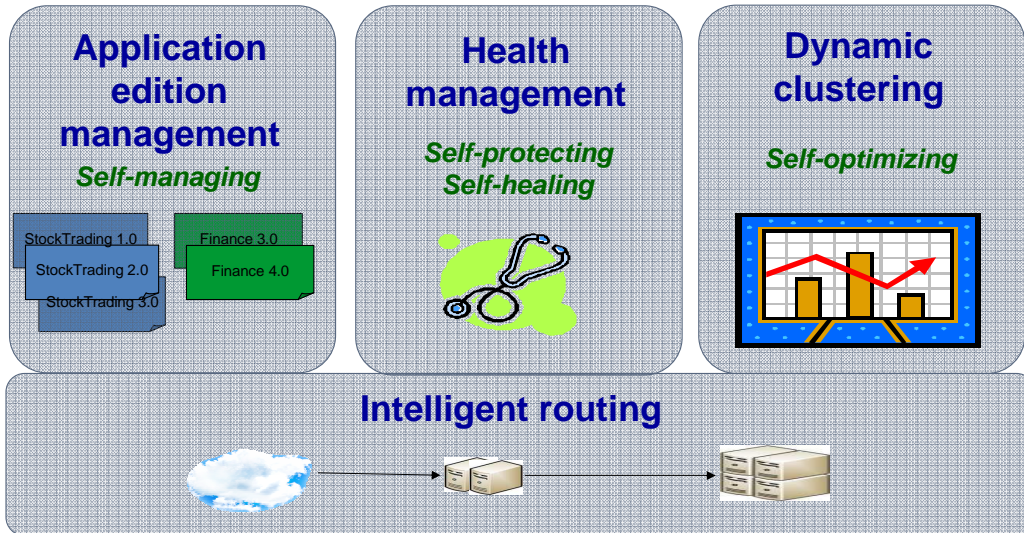 Application
edition
management
Self-managing
StockTrading 1.0
StockTrading 2.0
StockTrading 3.0
Finance 3.0
Finance 4.0
Health
management
Self-protecting
Self-healing
Dynamic
clustering
Self-optimizing
Intelligent routing